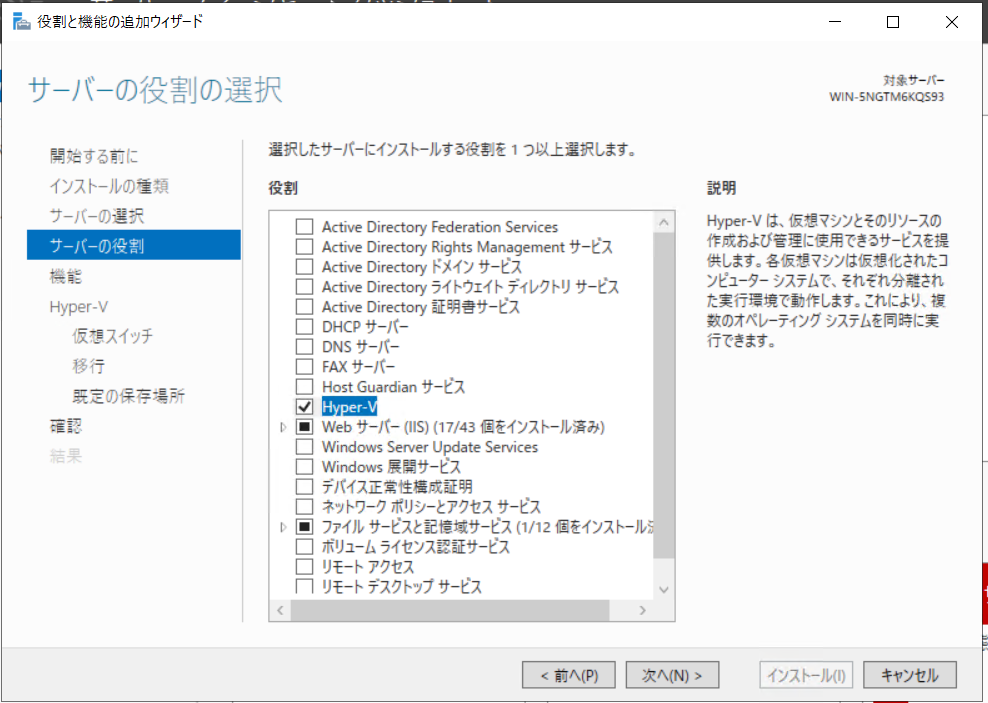 役割と機能の追加ウィザード
サーバーの役割の選択
対象サーバー
WIN-5NGTM6KQS93
開始する前に
インストールの種類
サーバーの選択
サーバーの役割
機能
Hyper-V
仮想スイッチ
移行
既定の保存場所
確認
結果
選択したサーバーにインストールする役割を 1 つ以上選択します。
役割
Active Directory Federation Services
Active Directory Rights Management サービス
Active Directory ドメイン サービス
Active Directory ライトウェイト ディレクトリ サービス
Active Directory 証明書サービス
DHCP サーバー
DNS サーバー
FAX サーバー
Host Guardian サービス
Hyper-V
Web サーバー (IIS) (17/43 個をインストール済み)
Windows Server Update Services
Windows 展開サービス
デバイス正常性構成証明
ネットワーク ポリシーとアクセス サービス
ファイル サービスと記憶域サービス (1/12 個をインストール済
ボリューム ライセンス認証サービス
リモート アクセス
リモート デスクトップ サービス
説明
Hyper-V は、仮想マシンとそのリソースの
作成および管理に使用できるサービスを提
供します。各仮想マシンは仮想化されたコ
ンピューター システムで、それぞれ分離され
た実行環境で動作します。これにより、複
数のオペレーティング システムを同時に実
行できます。
< 前へ(P)
次へ(N) >
インストール(I)
キャンセル